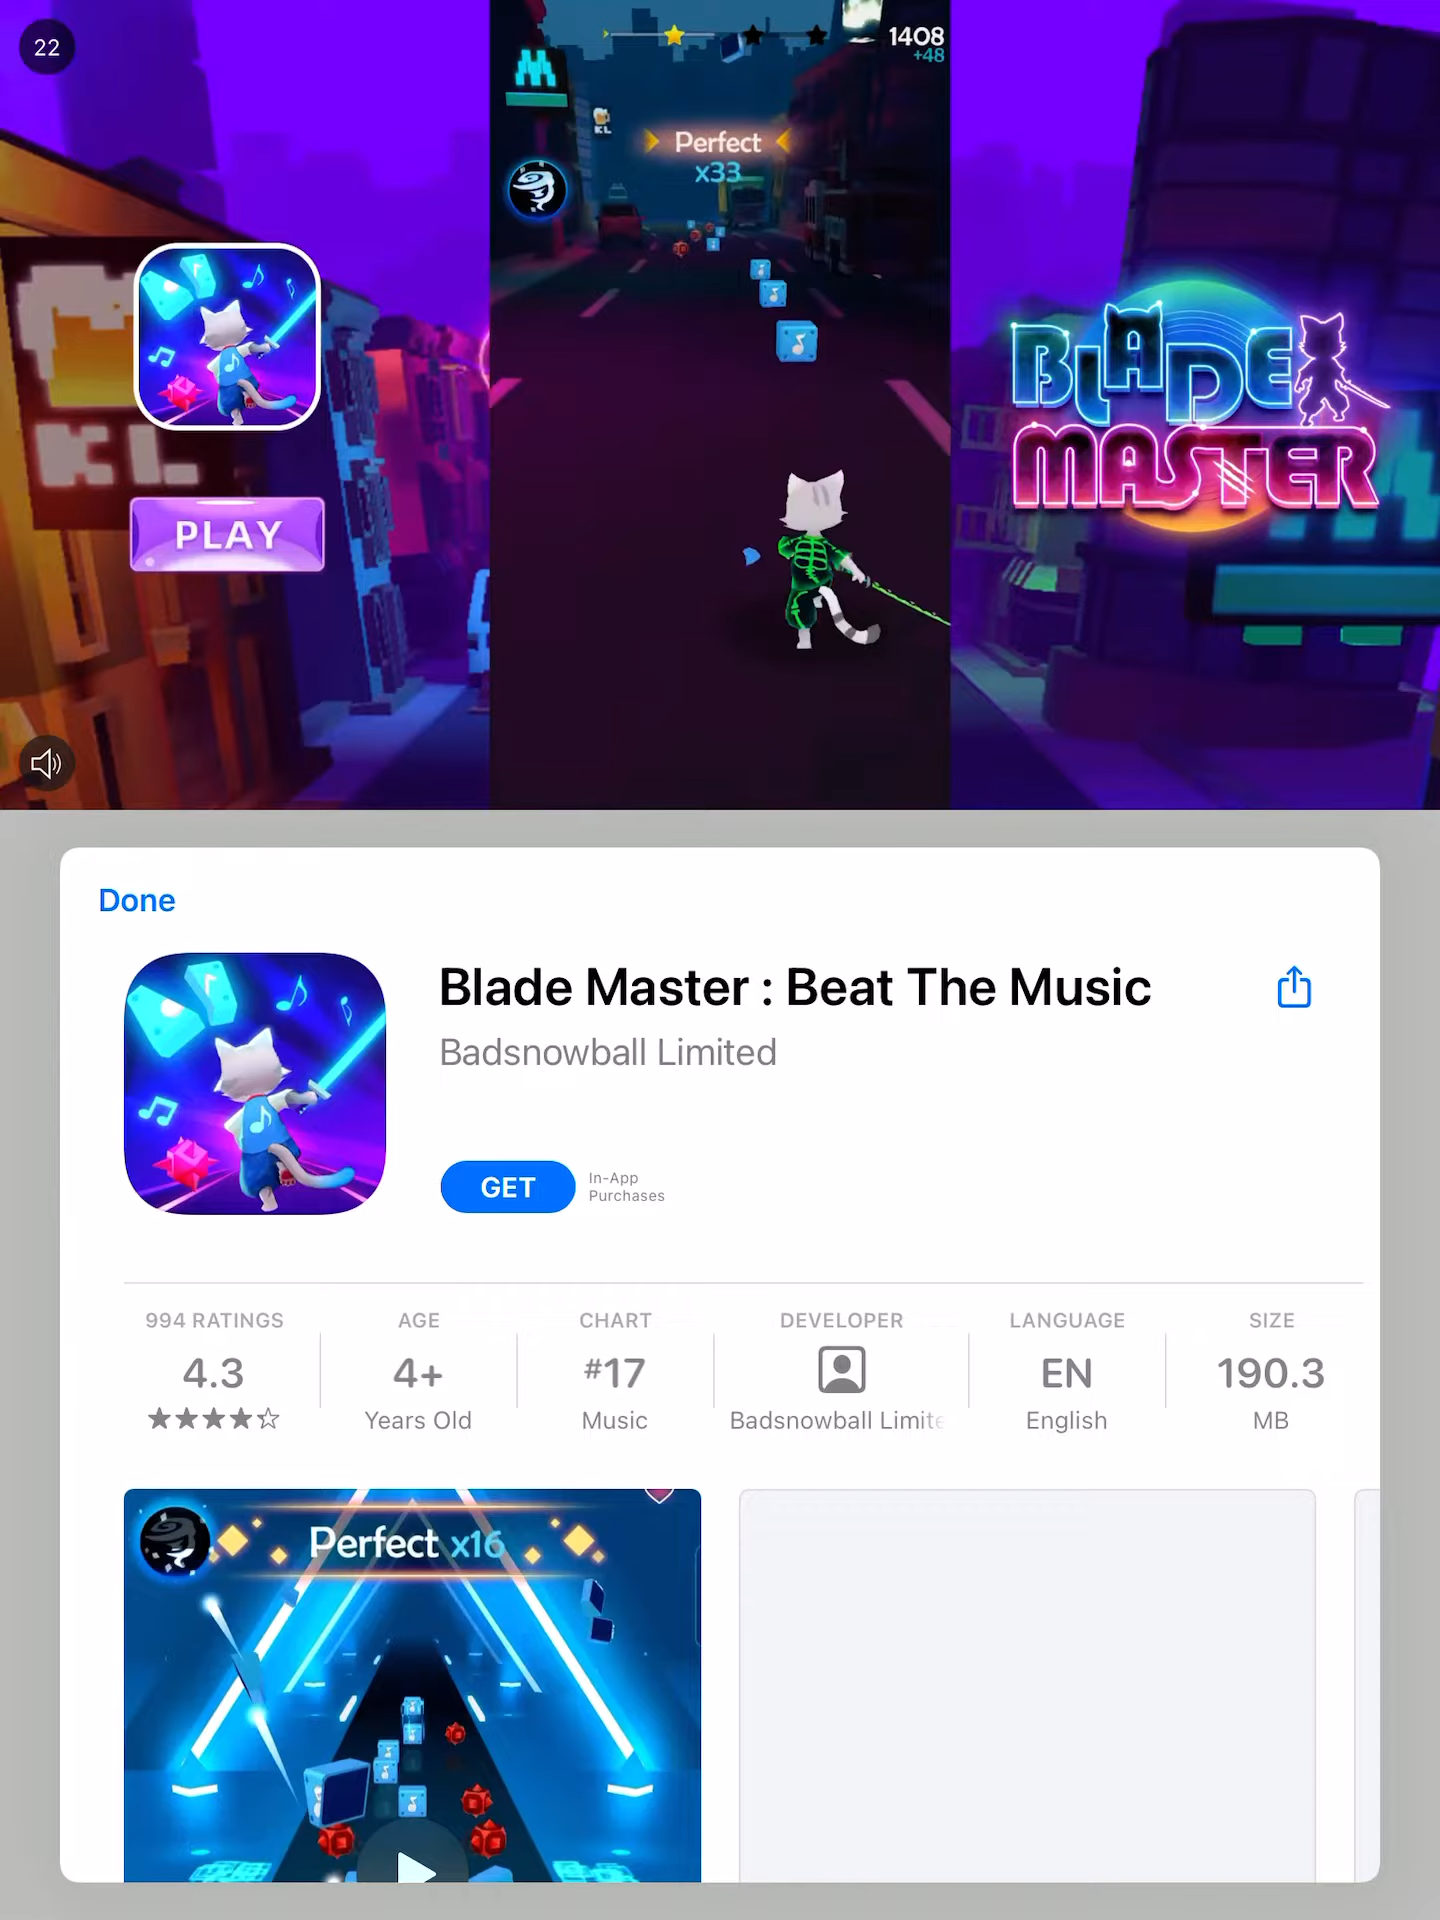 22
1408
+48
KL
Perfect
x33
KL
PLAY
BLADE
MASTER
Done
Blade Master : Beat The Music
Badsnowball Limited
GET
In-App
Purchases
994 RATINGS
4.3
AGE
4+
Years Old
CHART
#17
Music
DEVELOPER
Badsnowball Limite
LANGUAGE
EN
English
SIZE
190.3
MB
Perfect x16